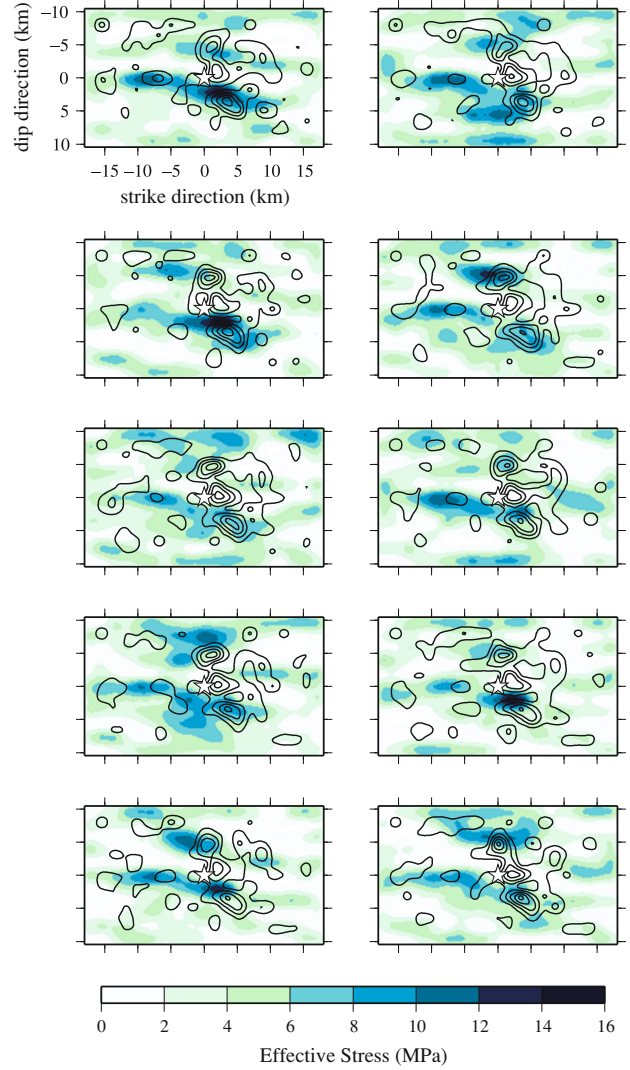 dip direction (km)
−10
−5
0
5
10
−15 −10 −5 0 5 10 15
strike direction (km)
0 2 4 6 8 10 12 14 16
Effective Stress (MPa)